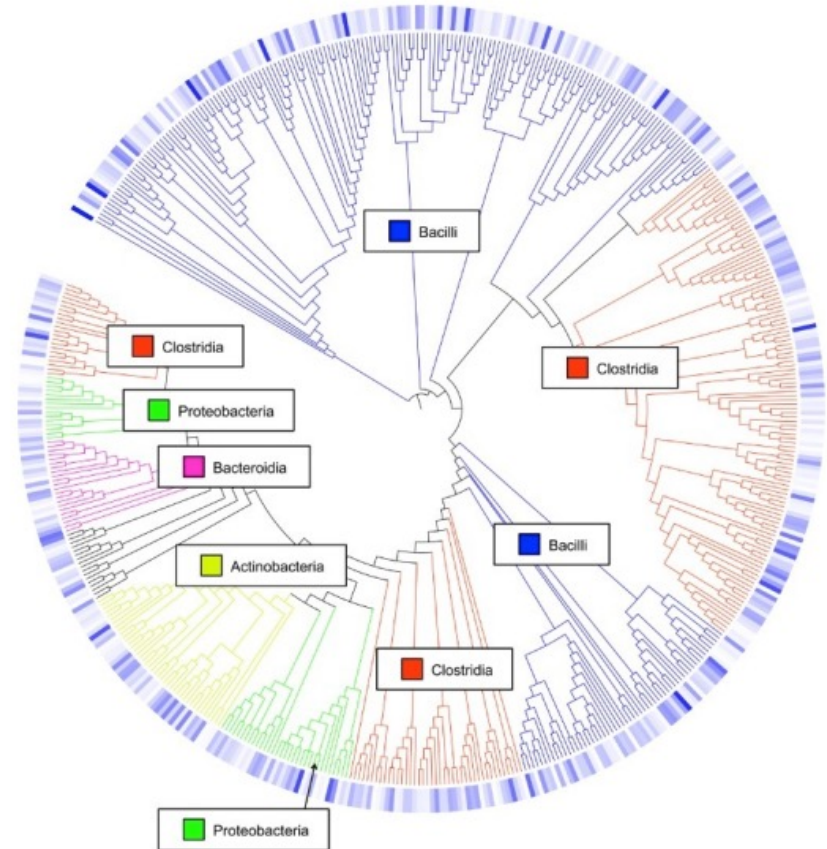 Bacilli
Clostridia
Clostridia
Proteobacteria
Bacteroidia
Bacilli
Actinobacteria
Clostridia
Proteobacteria